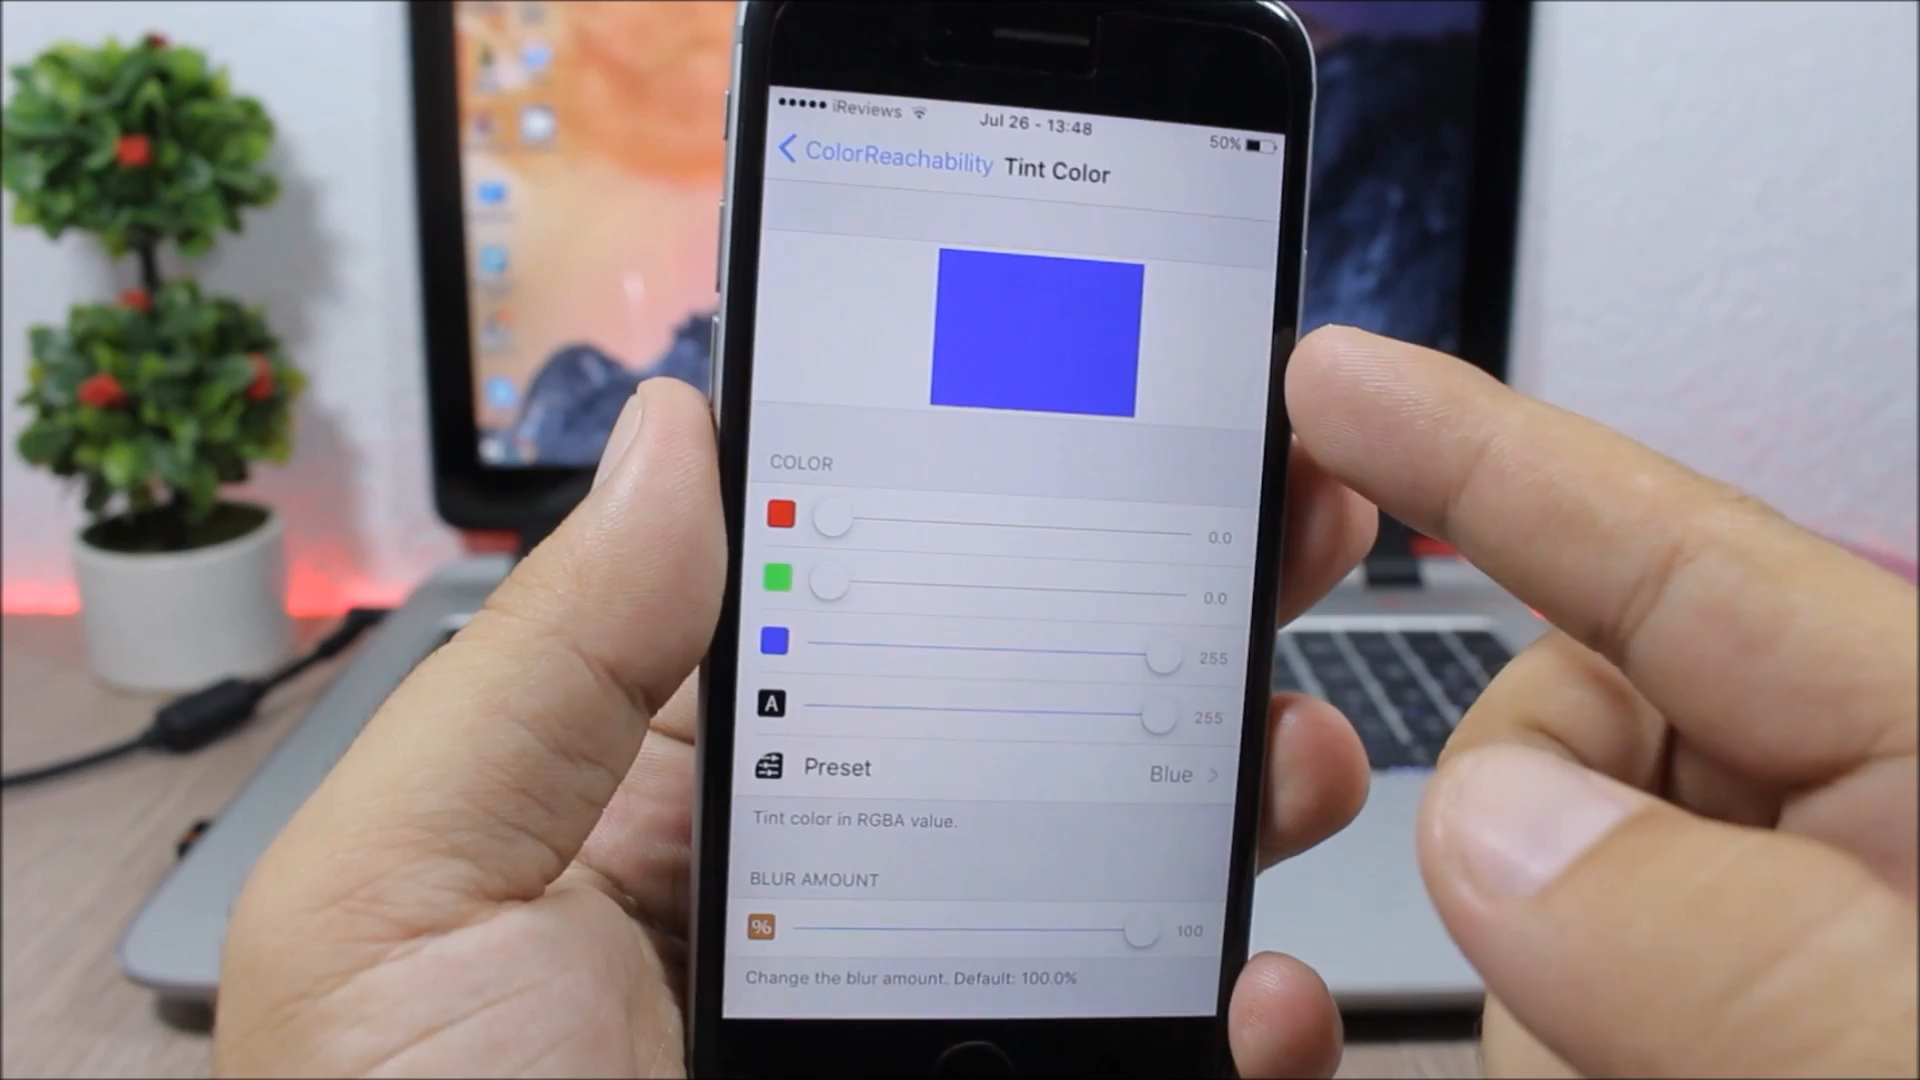 iReviews
Jul 26 - 13:48
50%
ColorReachability
Tint Color
COLOR
0.0
0.0
255
A
255
Preset
Blue
Tint color in RGBA value.
BLUR AMOUNT
%
100
Change the blur amount. Default: 100.0%